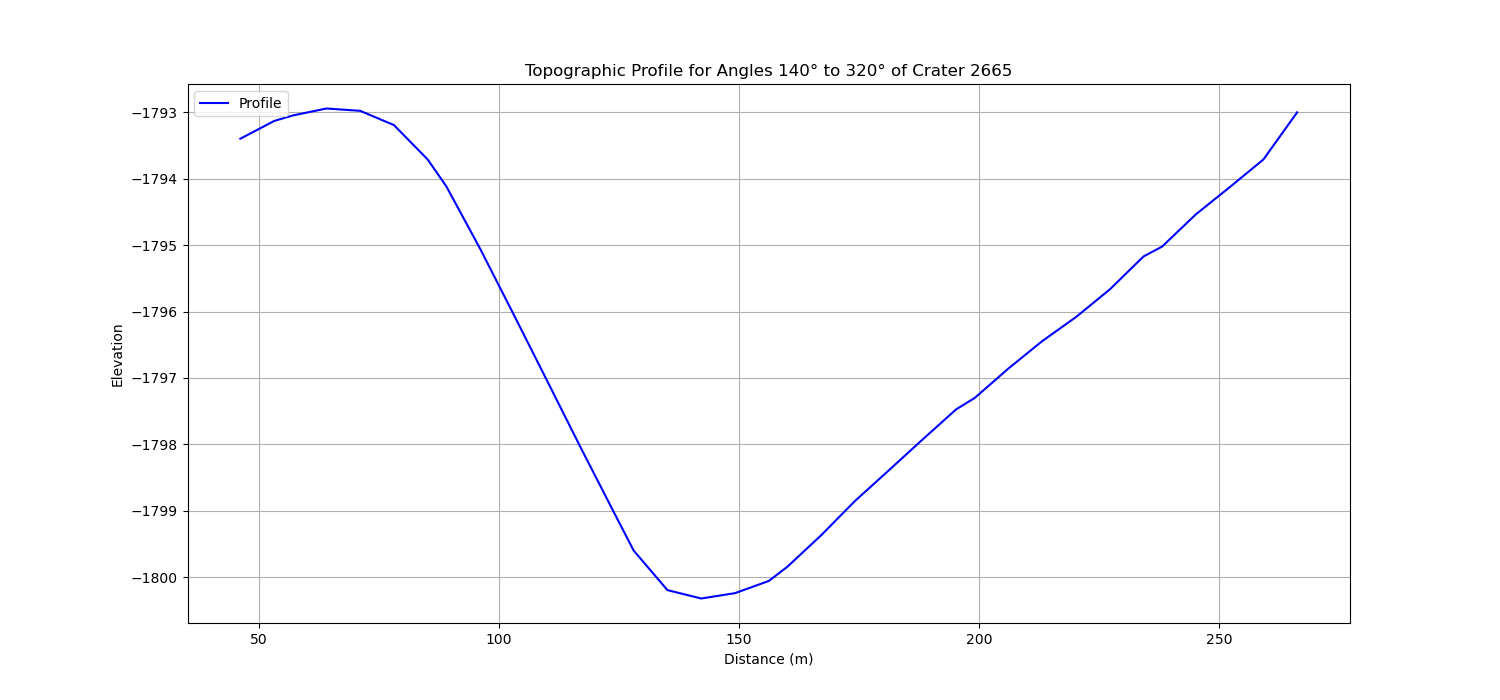 Topographic Profile for Angles 140° to 320° of Crater 2665
Profile
−1793
−1794
−1795
−1796
−1797
−1798
−1799
−1800
Elevation
50 100 150 200 250
Distance (m)